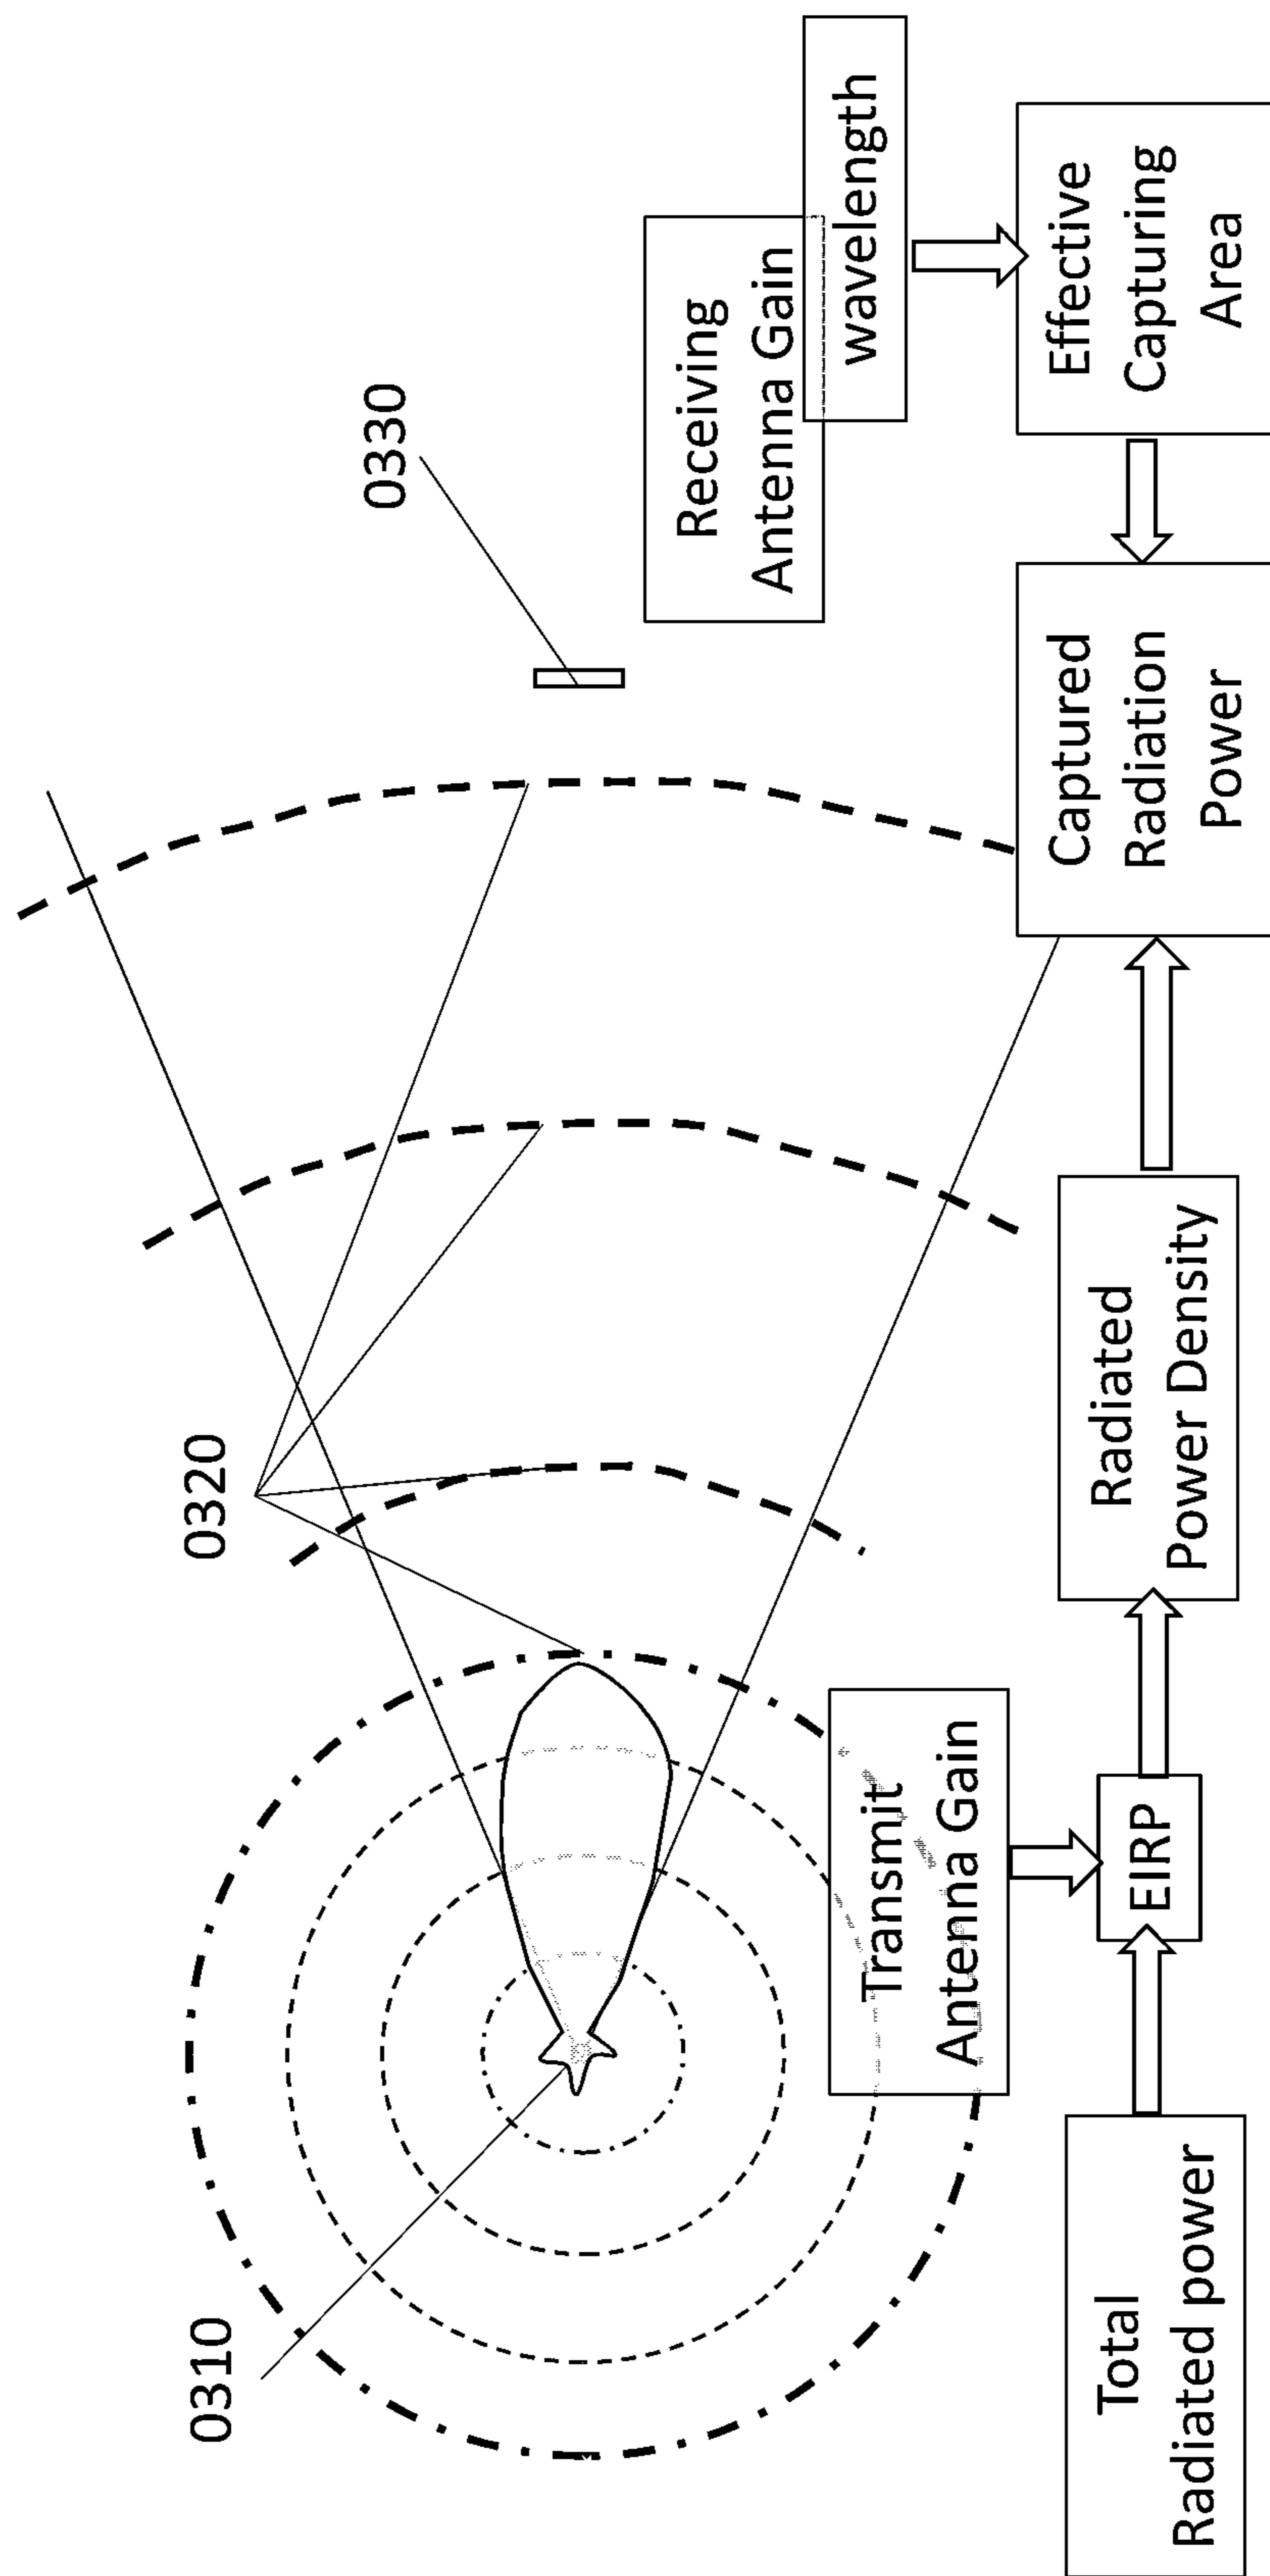 0310
0320
0330
Receiving
Antenna Gain
wavelength
Transmit
Antenna Gain
Total
Radiated power
EIRP
Radiated
Power Density
Captured
Radiation
Power
Effective
Capturing
Area